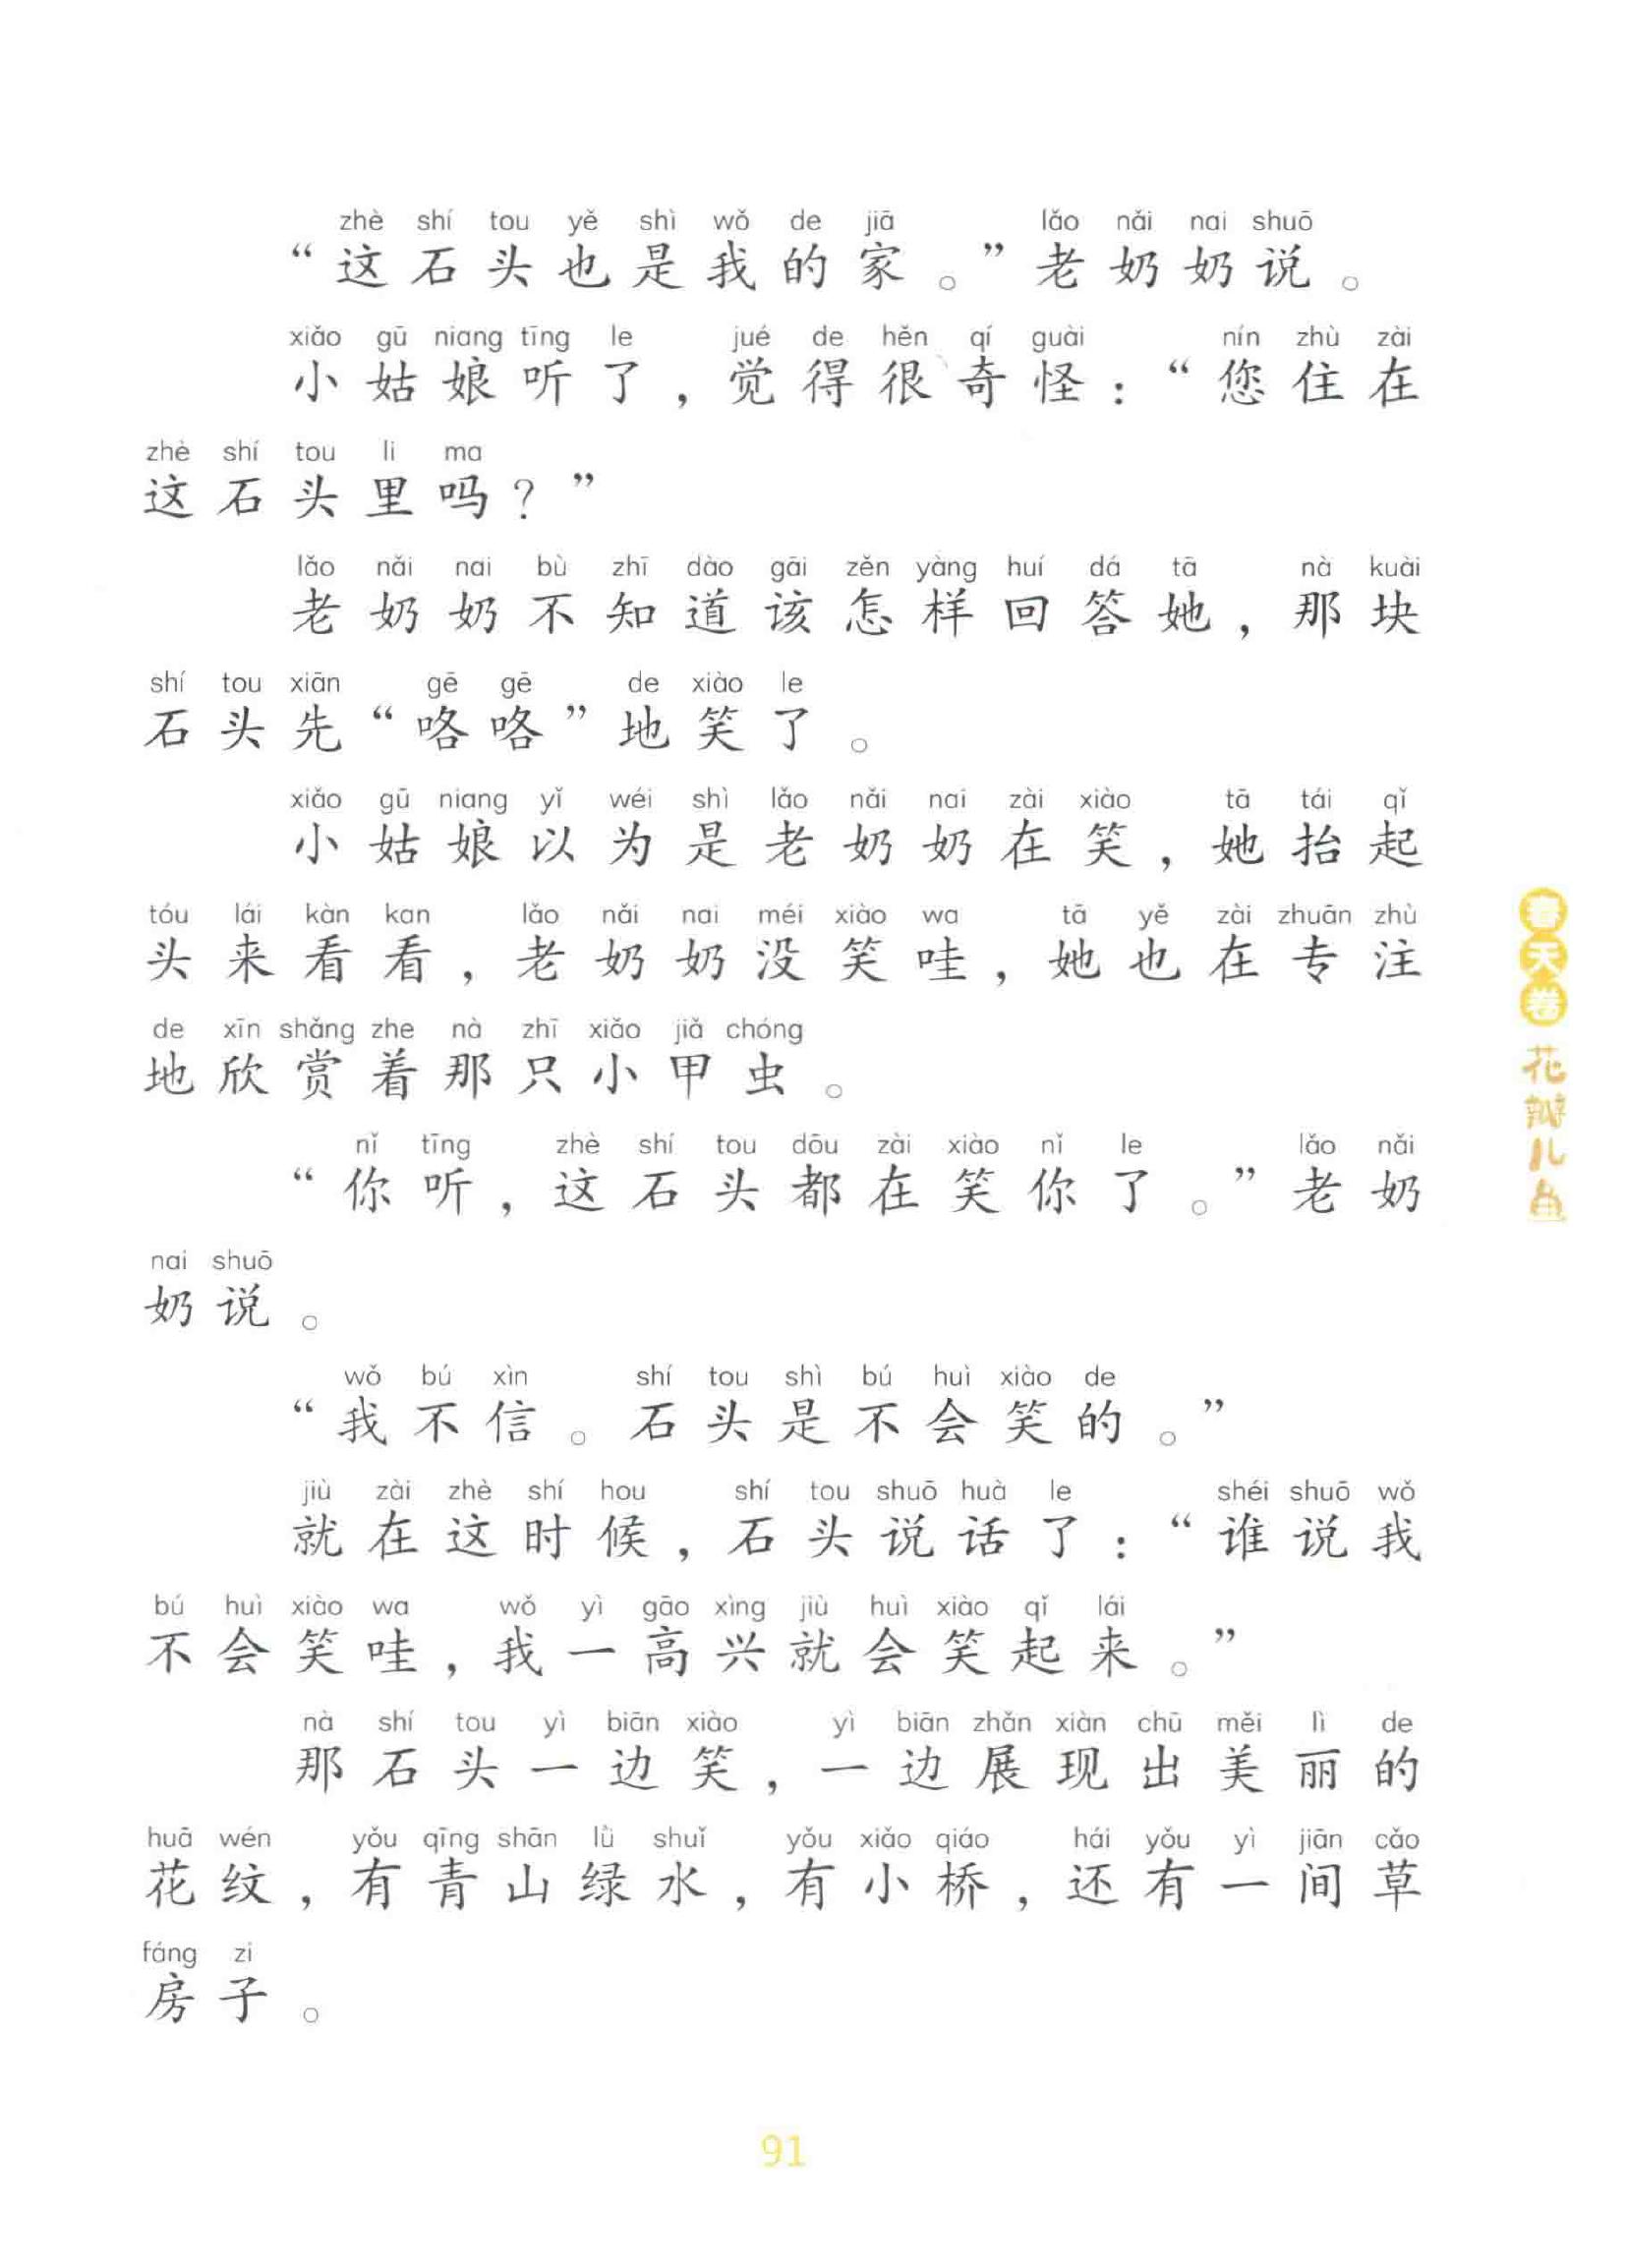 zhè shí tou yě shì wǒ de jiā lǎo nǎi nai shuō
“这石头也是我的家。”老奶奶说。
xiǎo gū niang tīng le jué de hěn qí guài nín zhù zài
小姑娘听了，觉得很奇怪：“您住在
zhè shí tou li ma
这石头里吗？”
lǎo nǎi nai bù zhī dào gāi zěn yàng huí dá tā nà kuài
老奶奶不知道该怎样回答她，那块
shí tou xiān gē gē de xiào le
石头先“咯咯”地笑了。
xiǎo gū niang yǐ wéi shì lǎo nǎi nai zài xiào tā tái qǐ
小姑娘以为是老奶奶在笑，她抬起
tóu lái kàn kan lǎo nǎi nai méi xiào wa tā yě zài zhuān zhù
头来看看，老奶奶没笑哇，她也在专注
de xīn shǎng zhe nà zhī xiǎo jiǎ chóng
地欣赏着那只小甲虫。
nǐ tīng zhè shí tou dōu zài xiào nǐ le lǎo nǎi
“你听，这石头都在笑你了。”老奶
nai shuō
奶说。
wǒ bú xìn shí tou shì bú huì xiào de
“我不信。石头是不会笑的。”
jiù zài zhè shí hou shí tou shuō huà le shéi shuō wǒ
就在这时候，石头说话了：“谁说我
bú huì xiào wa wǒ yì gāo xìng jiù huì xiào qǐ lái
不会笑哇，我一高兴就会笑起来。”
nà shí tou yì biān xiào yì biān zhǎn xiàn chū měi lì de
那石头一边笑，一边展现出美丽的
huā wén yǒu qīng shān lǜ shuǐ yǒu xiǎo qiáo hái yǒu yì jiān cǎo
花纹，有青山绿水，有小桥，还有一间草
fáng zi
房子。
春天卷 花瓣儿鱼
91